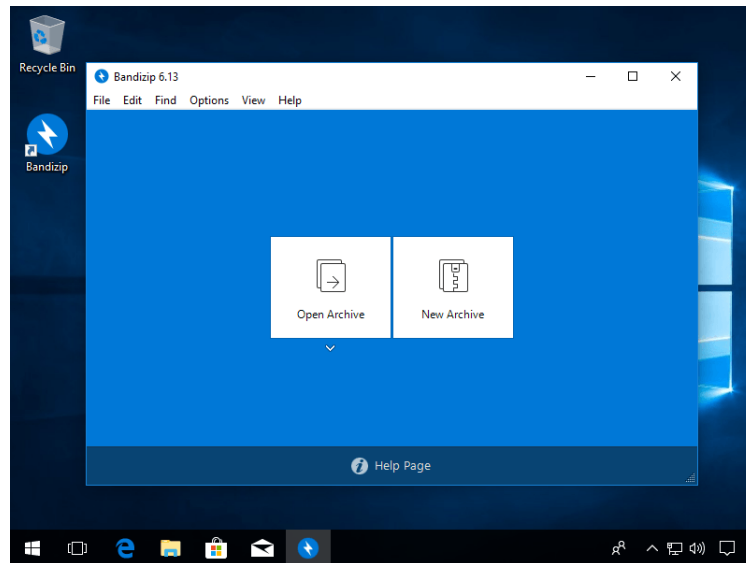 Recycle Bin
Bandizip
Bandizip 6.13
File Edit Find Options View Help
Open Archive
New Archive
Help Page